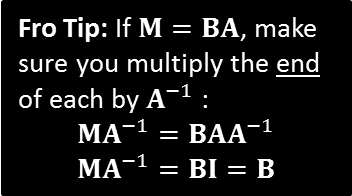 Fro Tip: If M = BA, make
sure you multiply the end
of each by A⁻¹ :
MA⁻¹ = BAA⁻¹
MA⁻¹ = BI = B